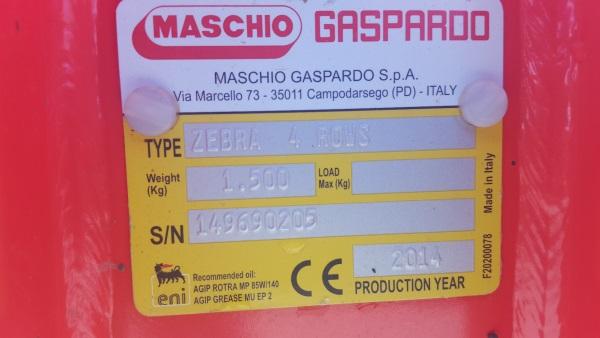 MASCHIO GASPARDO
MASCHIO GASPARDO S.p.A.
Via Marcello 73 - 35011 Campodarsego (PD) - ITALY
TYPE ZEBRA 4 ROWS
Weight (Kg) 1.500 LOAD Max (Kg)
S/N 149690205
2014
PRODUCTION YEAR
eni
Recommended oil:
AGIP ROTRA MP 85W/140
AGIP GREASE MU EP 2
CE
Made in Italy
F20200078